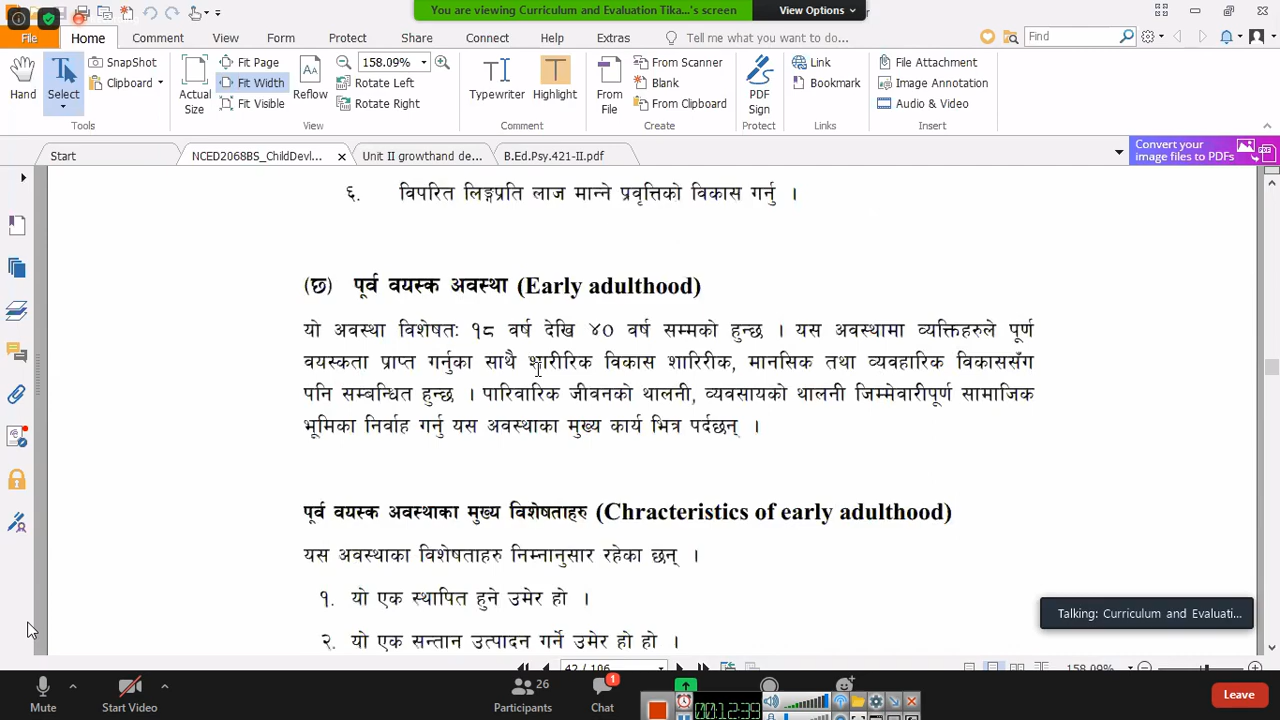 You are viewing Curriculum and Evaluation Tika...'s screen
View Options
File Home Comment View Form Protect Share Connect Help Extras Tell me what you want to do... Find
Hand
Select
SnapShot
Clipboard
Tools
Actual Size
Fit Page
Fit Width
Fit Visible
Reflow
158.09%
Rotate Left
Rotate Right
View
Typewriter
Highlight
Comment
From File
From Scanner
Blank
From Clipboard
Create
PDF Sign
Protect
Link
Bookmark
Links
File Attachment
Image Annotation
Audio & Video
Insert
Start
NCED2068BS_ChildDevl...
Unit II growthand de...
B.Ed.Psy.421-II.pdf
Convert your image files to PDFs
६. विपरित लिङ्गप्रति लाज मान्ने प्रवृत्तिको विकास गर्नु ।
(छ) पूर्व वयस्क अवस्था (Early adulthood)
यो अवस्था विशेषतः १८ वर्ष देखि ४० वर्ष सम्मको हुन्छ । यस अवस्थामा व्यक्तिहरुले पूर्ण
वयस्कता प्राप्त गर्नुका साथै शारीरिक विकास शारिरीक, मानसिक तथा व्यवहारिक विकाससँग
पनि सम्बन्धित हुन्छ । पारिवारिक जीवनको थालनी, व्यवसायको थालनी जिम्मेवारीपूर्ण सामाजिक
भूमिका निर्वाह गर्नु यस अवस्थाका मुख्य कार्य भित्र पर्दछन् ।
पूर्व वयस्क अवस्थाका मुख्य विशेषताहरु (Chracteristics of early adulthood)
यस अवस्थाका विशेषताहरु निम्नानुसार रहेका छन् ।
१. यो एक स्थापित हुने उमेर हो ।
२. यो एक सन्तान उत्पादन गर्ने उमेर हो हो ।
Talking: Curriculum and Evaluati...
42 / 106
158.09%
Mute
Start Video
26
Participants
1
Chat
00:12:39
Leave